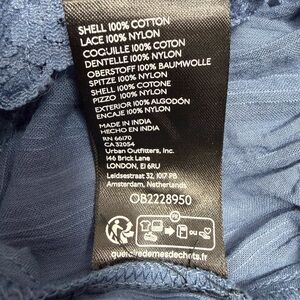 SHELL 100% COTTON
LACE 100% NYLON
COQUILLE 100% COTON
DENTELLE 100% NYLON
OBERSTOFF 100% BAUMWOLLE
SPITZE 100% NYLON
SHELL 100% COTONE
PIZZO 100% NYLON
EXTERIOR 100% ALGODÓN
ENCAJE 100% NYLON
MADE IN INDIA
HECHO EN INDIA
RN 66170
CA 32054
Urban Outfitters, Inc.
146 Brick Lane
LONDON, E1 6RU
Leidsestraat 32, 1017 PB
Amsterdam, Netherlands
OB2228950
FR
ou
quefairedemesdechets.fr